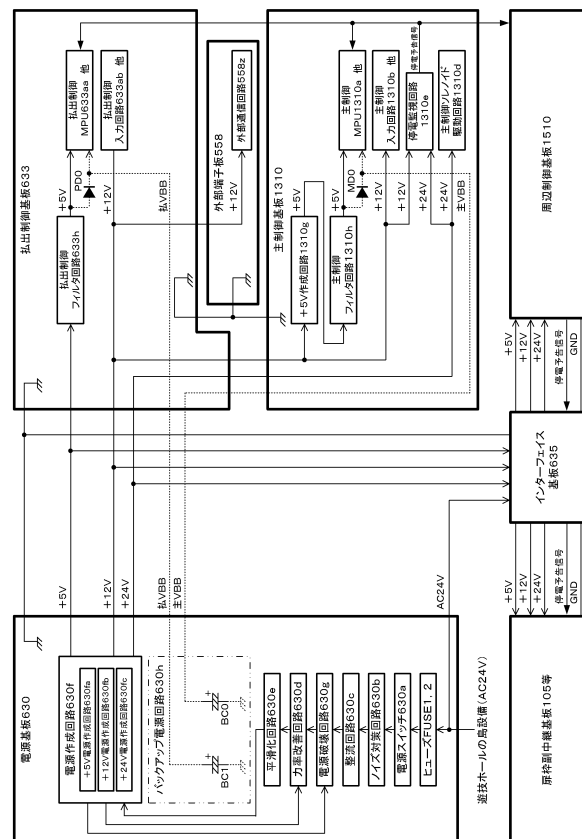 払出制御基板633
払出制御
MPU633aa 他
払出制御
入力回路633ab 他
+5V
PD0
+12V
払VBB
払出制御
フィルタ回路633h
外部端子板558
外部通信回路558z
+12V
主制御基板1310
主制御
MPU1310a 他
主制御
入力回路1310b 他
停電監視回路
1310e
停電予告信号
主制御ソレノイド
駆動回路1310d
+5V
MD0
+12V
+12V
+24V
+24V
主VBB
+5V
+5V作成回路1310g
主制御
フィルタ回路1310h
周辺制御基板1510
+5V
+12V
+24V
停電予告信号
GND
インターフェイス
基板635
+5V
+12V
+24V
停電予告信号
GND
扉枠副中継基板105等
+5V
+12V
+24V
払VBB
主VBB
AC24V
電源基板630
電源作成回路630f
+5V電源作成回路630fa
+12V電源作成回路630fb
+24V電源作成回路630fc
バックアップ電源回路630h
BC1
+
BC0
+
平滑化回路630e
力率改善回路630d
電源破壊回路630g
整流回路630c
ノイズ対策回路630b
電源スイッチ630a
ヒューズFUSE1, 2
遊技ホールの島設備(AC24V)